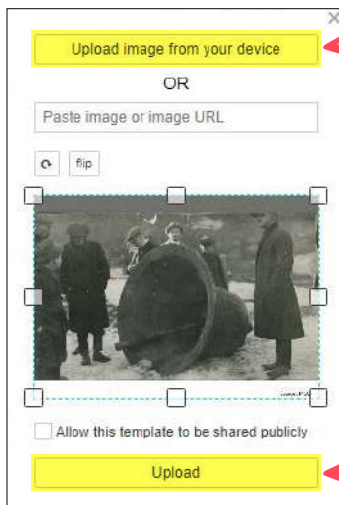 Upload image from your device
OR
Paste image or image URL
flip
Allow this template to be shared publicly
Upload